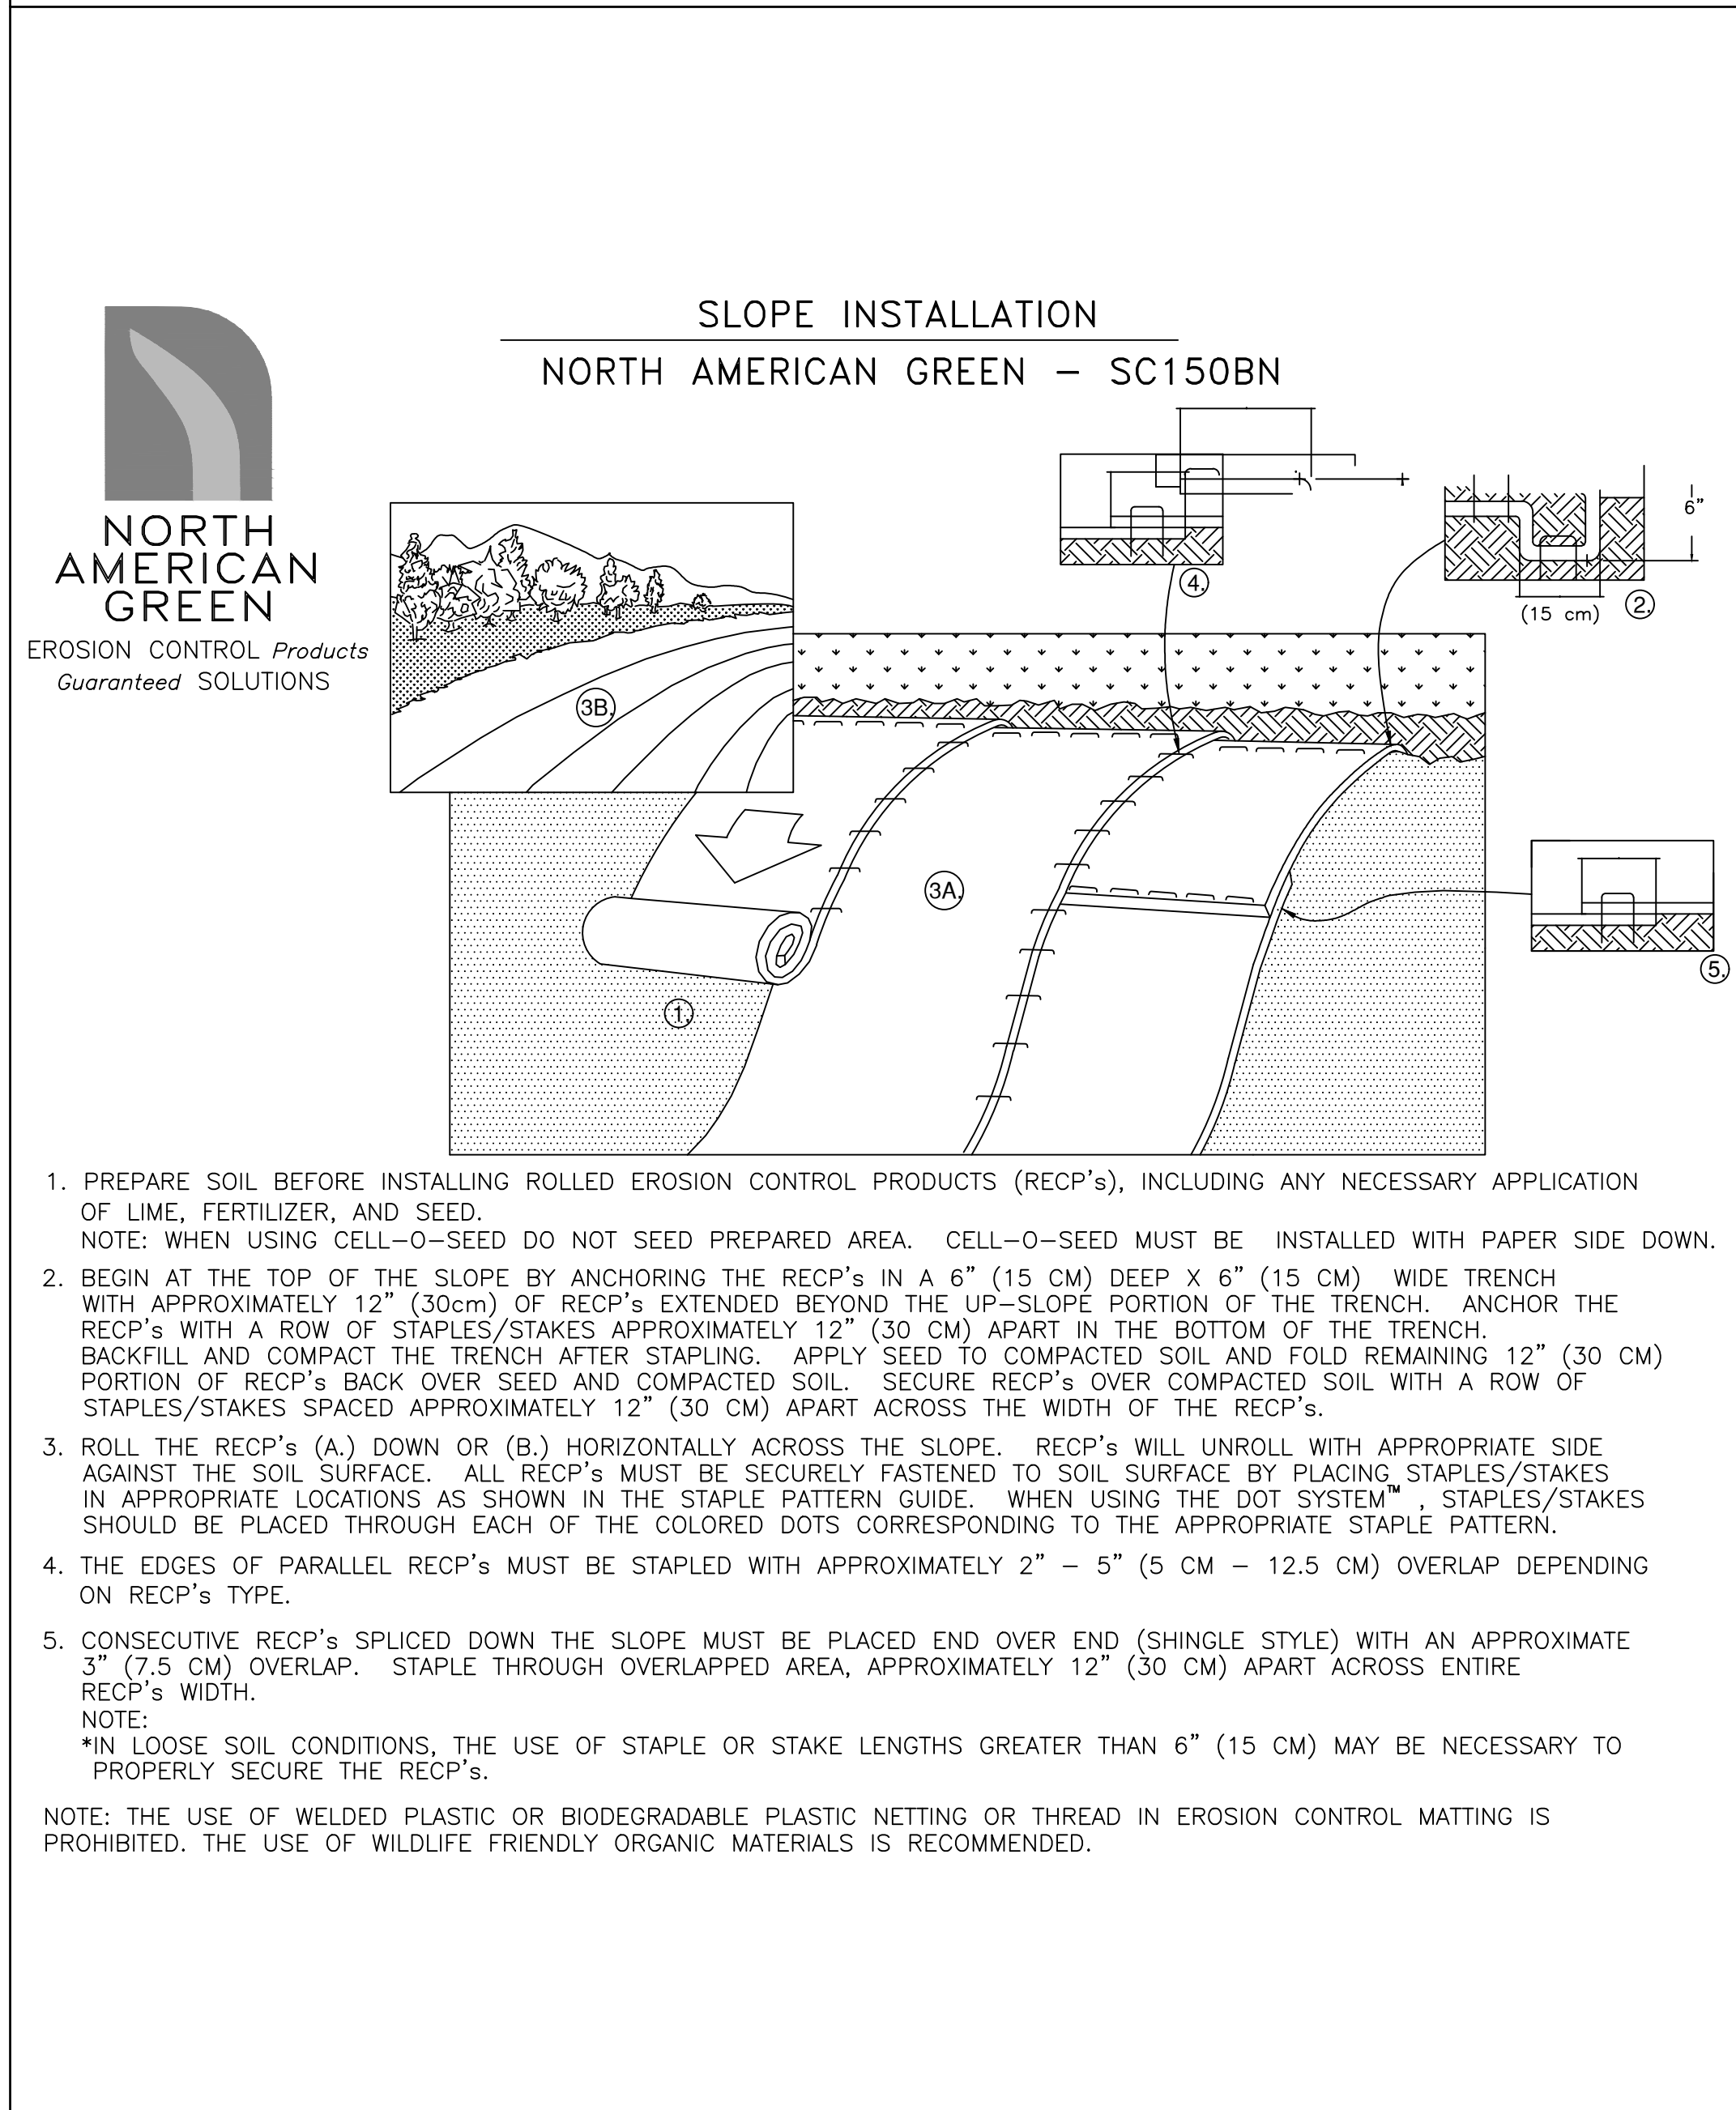 SLOPE INSTALLATION
NORTH AMERICAN GREEN – SC150BN
NORTH
AMERICAN
GREEN
EROSION CONTROL Products
Guaranteed SOLUTIONS
4.
6”
(15 cm)
2.
3B.
3A.
5.
1.
1. PREPARE SOIL BEFORE INSTALLING ROLLED EROSION CONTROL PRODUCTS (RECP's), INCLUDING ANY NECESSARY APPLICATION
OF LIME, FERTILIZER, AND SEED.
NOTE: WHEN USING CELL–O–SEED DO NOT SEED PREPARED AREA. CELL–O–SEED MUST BE INSTALLED WITH PAPER SIDE DOWN.
2. BEGIN AT THE TOP OF THE SLOPE BY ANCHORING THE RECP's IN A 6” (15 CM) DEEP X 6” (15 CM) WIDE TRENCH
WITH APPROXIMATELY 12” (30cm) OF RECP's EXTENDED BEYOND THE UP–SLOPE PORTION OF THE TRENCH. ANCHOR THE
RECP's WITH A ROW OF STAPLES/STAKES APPROXIMATELY 12” (30 CM) APART IN THE BOTTOM OF THE TRENCH.
BACKFILL AND COMPACT THE TRENCH AFTER STAPLING. APPLY SEED TO COMPACTED SOIL AND FOLD REMAINING 12” (30 CM)
PORTION OF RECP's BACK OVER SEED AND COMPACTED SOIL. SECURE RECP's OVER COMPACTED SOIL WITH A ROW OF
STAPLES/STAKES SPACED APPROXIMATELY 12” (30 CM) APART ACROSS THE WIDTH OF THE RECP's.
3. ROLL THE RECP's (A.) DOWN OR (B.) HORIZONTALLY ACROSS THE SLOPE. RECP's WILL UNROLL WITH APPROPRIATE SIDE
AGAINST THE SOIL SURFACE. ALL RECP's MUST BE SECURELY FASTENED TO SOIL SURFACE BY PLACING STAPLES/STAKES
IN APPROPRIATE LOCATIONS AS SHOWN IN THE STAPLE PATTERN GUIDE. WHEN USING THE DOT SYSTEM™ , STAPLES/STAKES
SHOULD BE PLACED THROUGH EACH OF THE COLORED DOTS CORRESPONDING TO THE APPROPRIATE STAPLE PATTERN.
4. THE EDGES OF PARALLEL RECP's MUST BE STAPLED WITH APPROXIMATELY 2” – 5” (5 CM – 12.5 CM) OVERLAP DEPENDING
ON RECP's TYPE.
5. CONSECUTIVE RECP's SPLICED DOWN THE SLOPE MUST BE PLACED END OVER END (SHINGLE STYLE) WITH AN APPROXIMATE
3” (7.5 CM) OVERLAP. STAPLE THROUGH OVERLAPPED AREA, APPROXIMATELY 12” (30 CM) APART ACROSS ENTIRE
RECP's WIDTH.
NOTE:
*IN LOOSE SOIL CONDITIONS, THE USE OF STAPLE OR STAKE LENGTHS GREATER THAN 6” (15 CM) MAY BE NECESSARY TO
PROPERLY SECURE THE RECP's.
NOTE: THE USE OF WELDED PLASTIC OR BIODEGRADABLE PLASTIC NETTING OR THREAD IN EROSION CONTROL MATTING IS
PROHIBITED. THE USE OF WILDLIFE FRIENDLY ORGANIC MATERIALS IS RECOMMENDED.